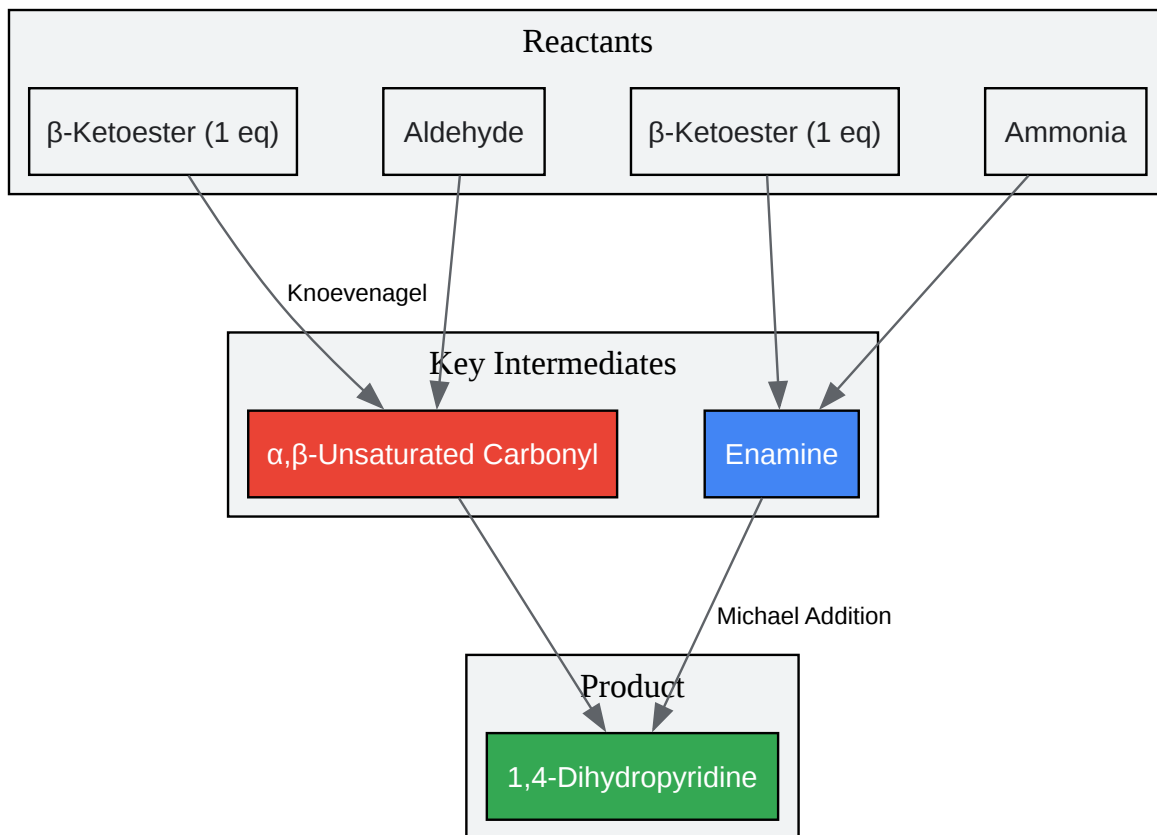 Reactants
β-Ketoester (1 eq)
Aldehyde
β-Ketoester (1 eq)
Ammonia
Knoevenagel
Key Intermediates
α,β-Unsaturated Carbonyl
Enamine
Michael Addition
Product
1,4-Dihydropyridine